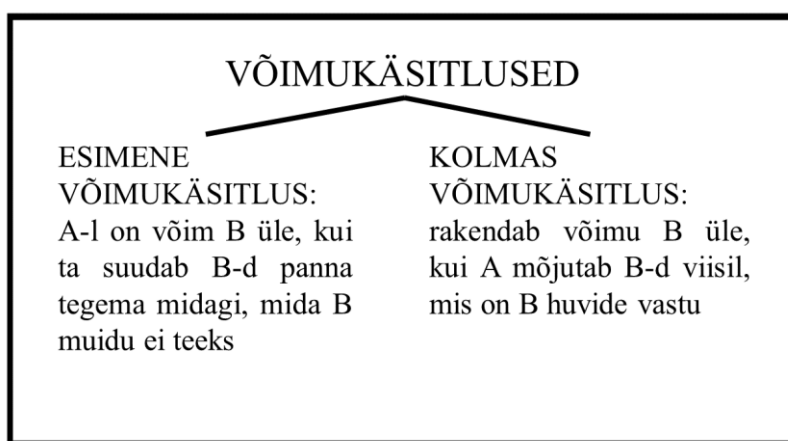 VÕIMUKÄSITLUSED
ESIMENE
VÕIMUKÄSITLUS:
A-l on võim B üle, kui
ta suudab B-d panna
tegema midagi, mida B
muidu ei teeks
KOLMAS
VÕIMUKÄSITLUS:
rakendab võimu B üle,
kui A mõjutab B-d viisil,
mis on B huvide vastu